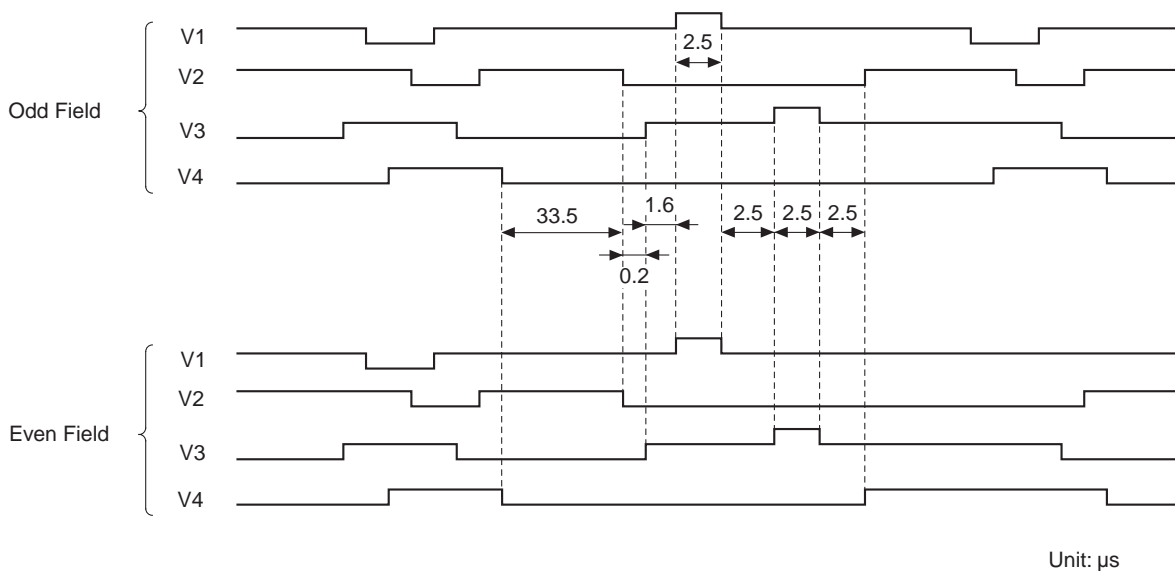 Odd Field
V1
2.5
V2
V3
V4
33.5
1.6
2.5 2.5 2.5
0.2
Even Field
V1
V2
V3
V4
Unit: µs